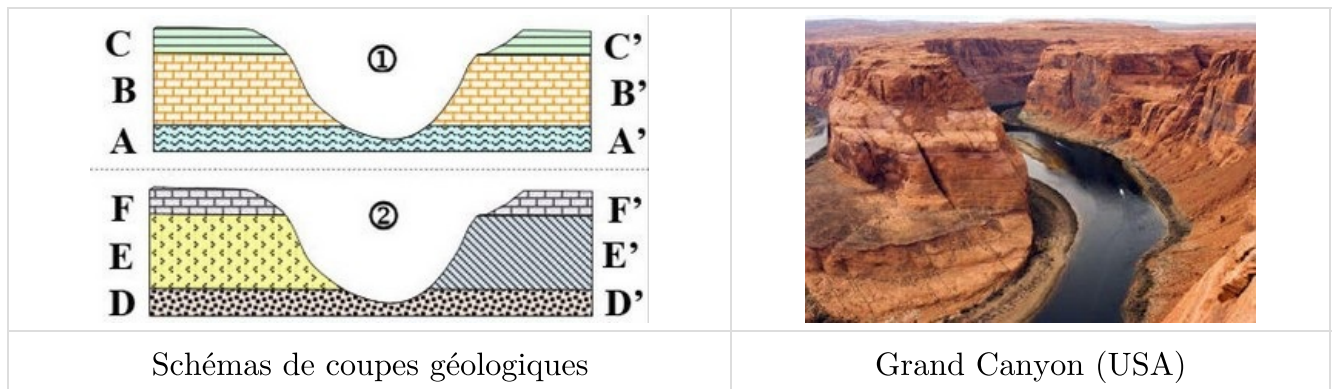 C ① C’
B B’
A A’
F ② F’
E E’
D D’
Schémas de coupes géologiques
Grand Canyon (USA)